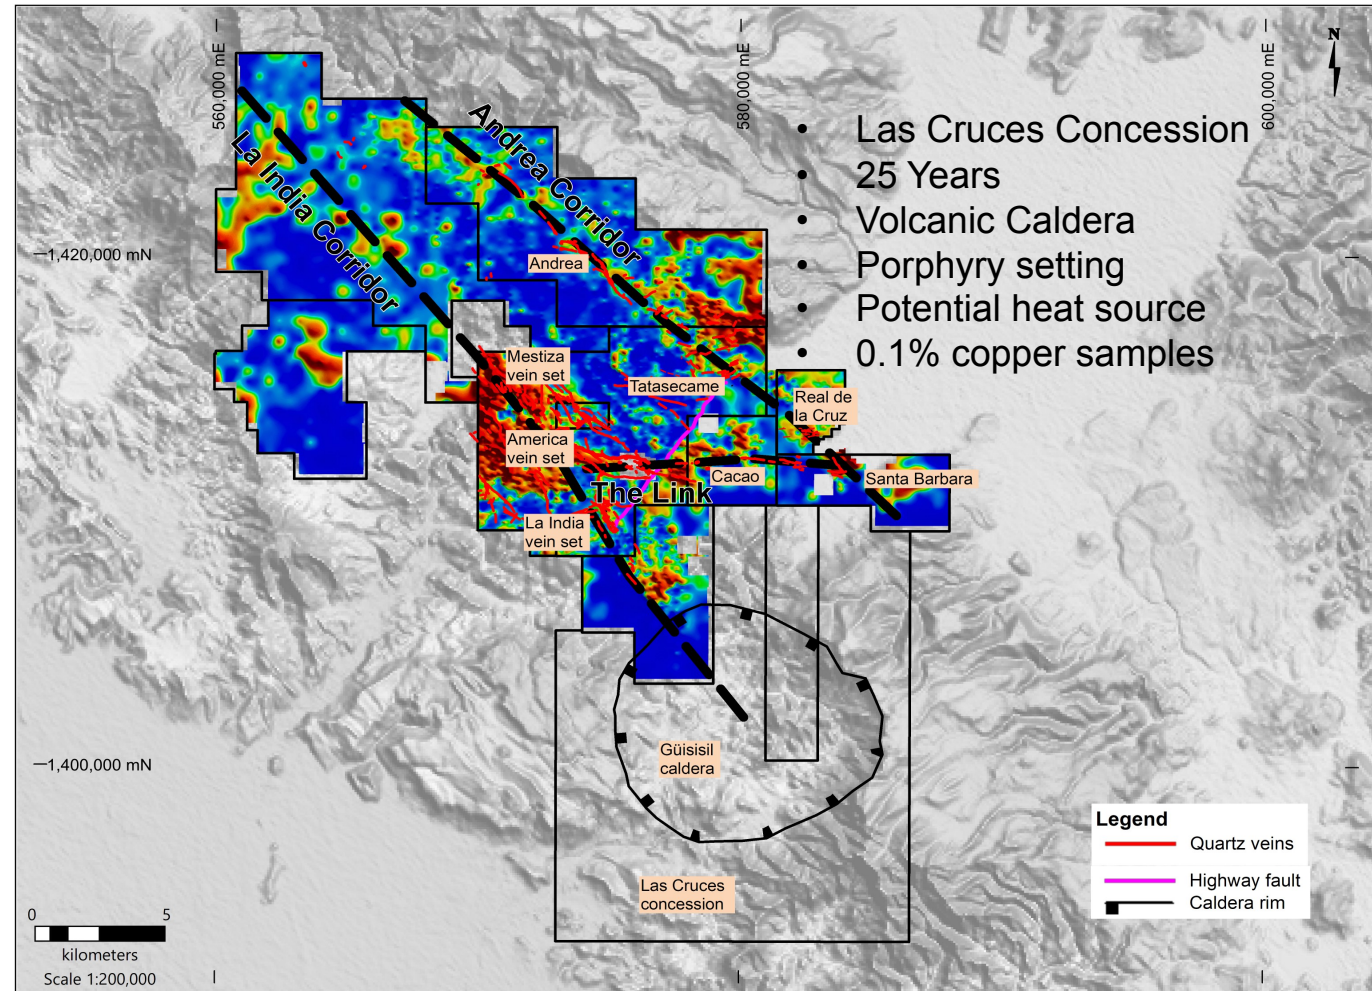 N
560,000 mE
580,000 mE
600,000 mE
• Las Cruces Concession
• 25 Years
• Volcanic Caldera
• Porphyry setting
• Potential heat source
• 0.1% copper samples
Andrea Corridor
La India Corridor
1,420,000 mN
Andrea
Mestiza
vein set
Tatasecame
Real de
la Cruz
America
vein set
Cacao
Santa Barbara
The Link
La India
vein set
Güisisil
caldera
1,400,000 mN
Las Cruces
concession
Legend
Quartz veins
Highway fault
Caldera rim
0 5
kilometers
Scale 1:200,000